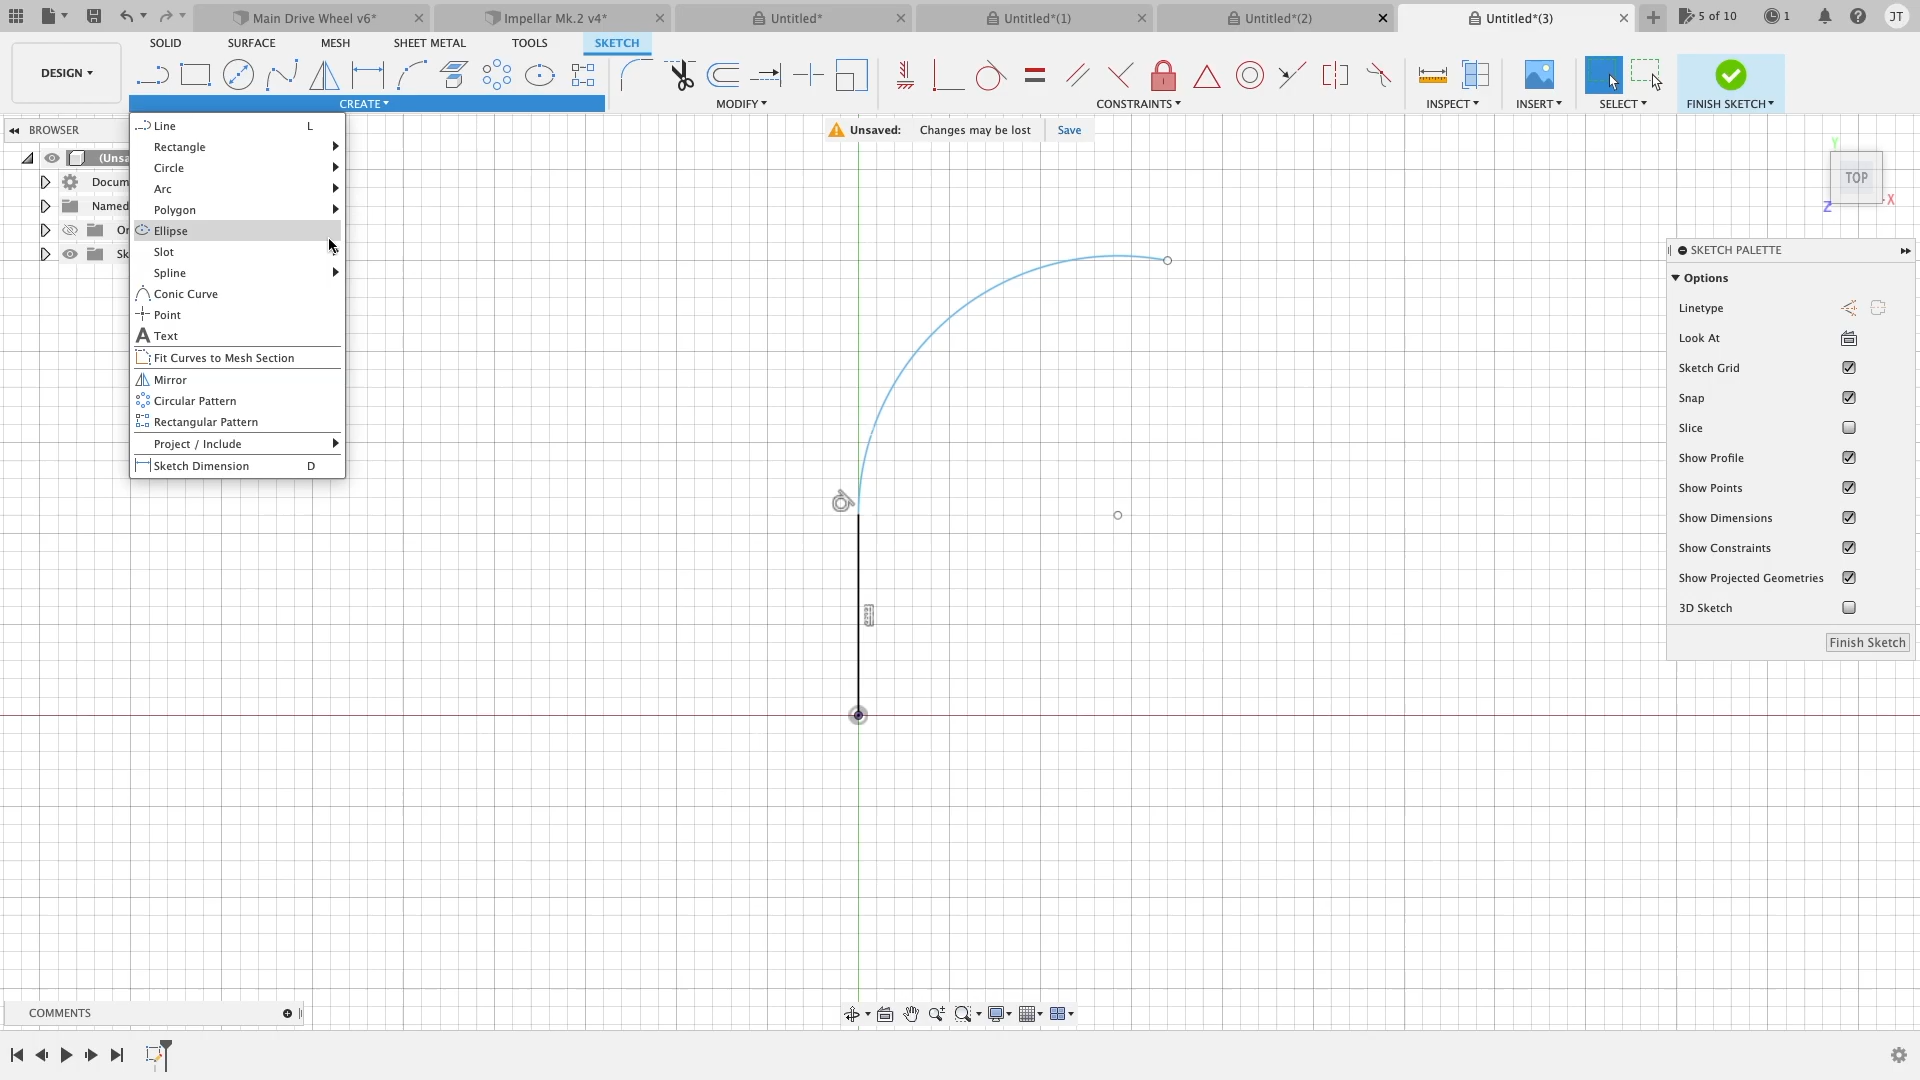 Main Drive Wheel v6*
Impellar Mk.2 v4*
Untitled*
Untitled*(1)
Untitled*(2)
Untitled*(3)
5 of 10
1
JT
DESIGN
SOLID
SURFACE
MESH
SHEET METAL
TOOLS
SKETCH
CREATE
MODIFY
CONSTRAINTS
INSPECT
INSERT
SELECT
FINISH SKETCH
BROWSER
(Unsa
Docum
Named
Or
Sk
Line L
Rectangle
Circle
Arc
Polygon
Ellipse
Slot
Spline
Conic Curve
Point
Text
Fit Curves to Mesh Section
Mirror
Circular Pattern
Rectangular Pattern
Project / Include
Sketch Dimension D
Unsaved: Changes may be lost Save
Y
TOP
X
Z
SKETCH PALETTE
Options
Linetype
Look At
Sketch Grid
Snap
Slice
Show Profile
Show Points
Show Dimensions
Show Constraints
Show Projected Geometries
3D Sketch
Finish Sketch
COMMENTS